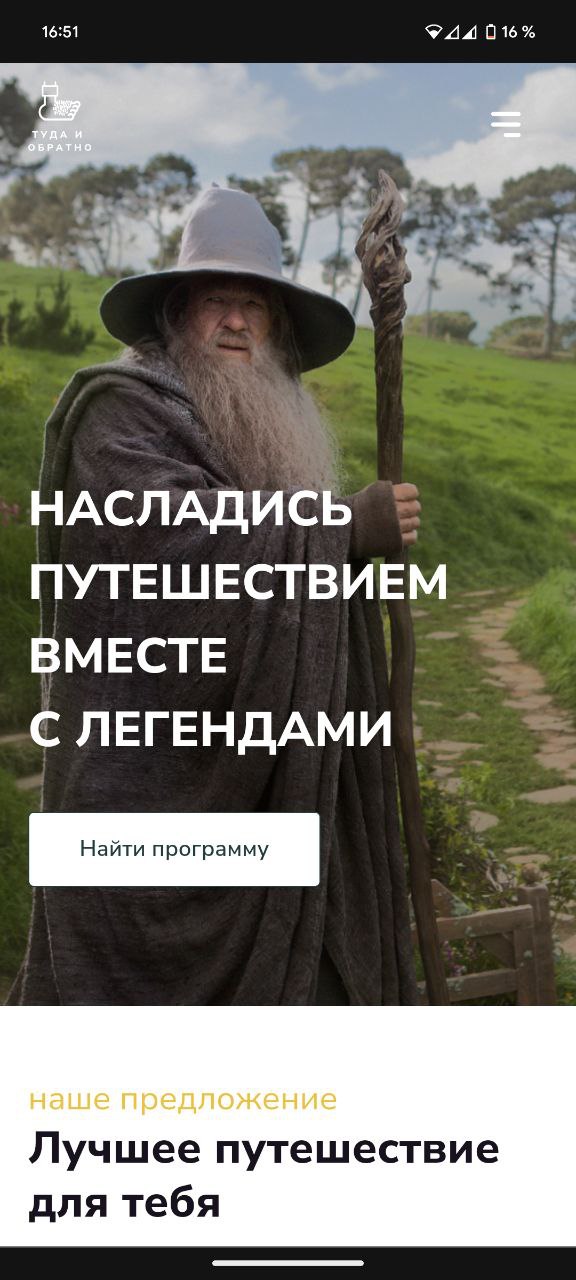 16:51
16 %
ТУДА И
ОБРАТНО
НАСЛАДИСЬ
ПУТЕШЕСТВИЕМ
ВМЕСТЕ
С ЛЕГЕНДАМИ
Найти программу
наше предложение
Лучшее путешествие
для тебя